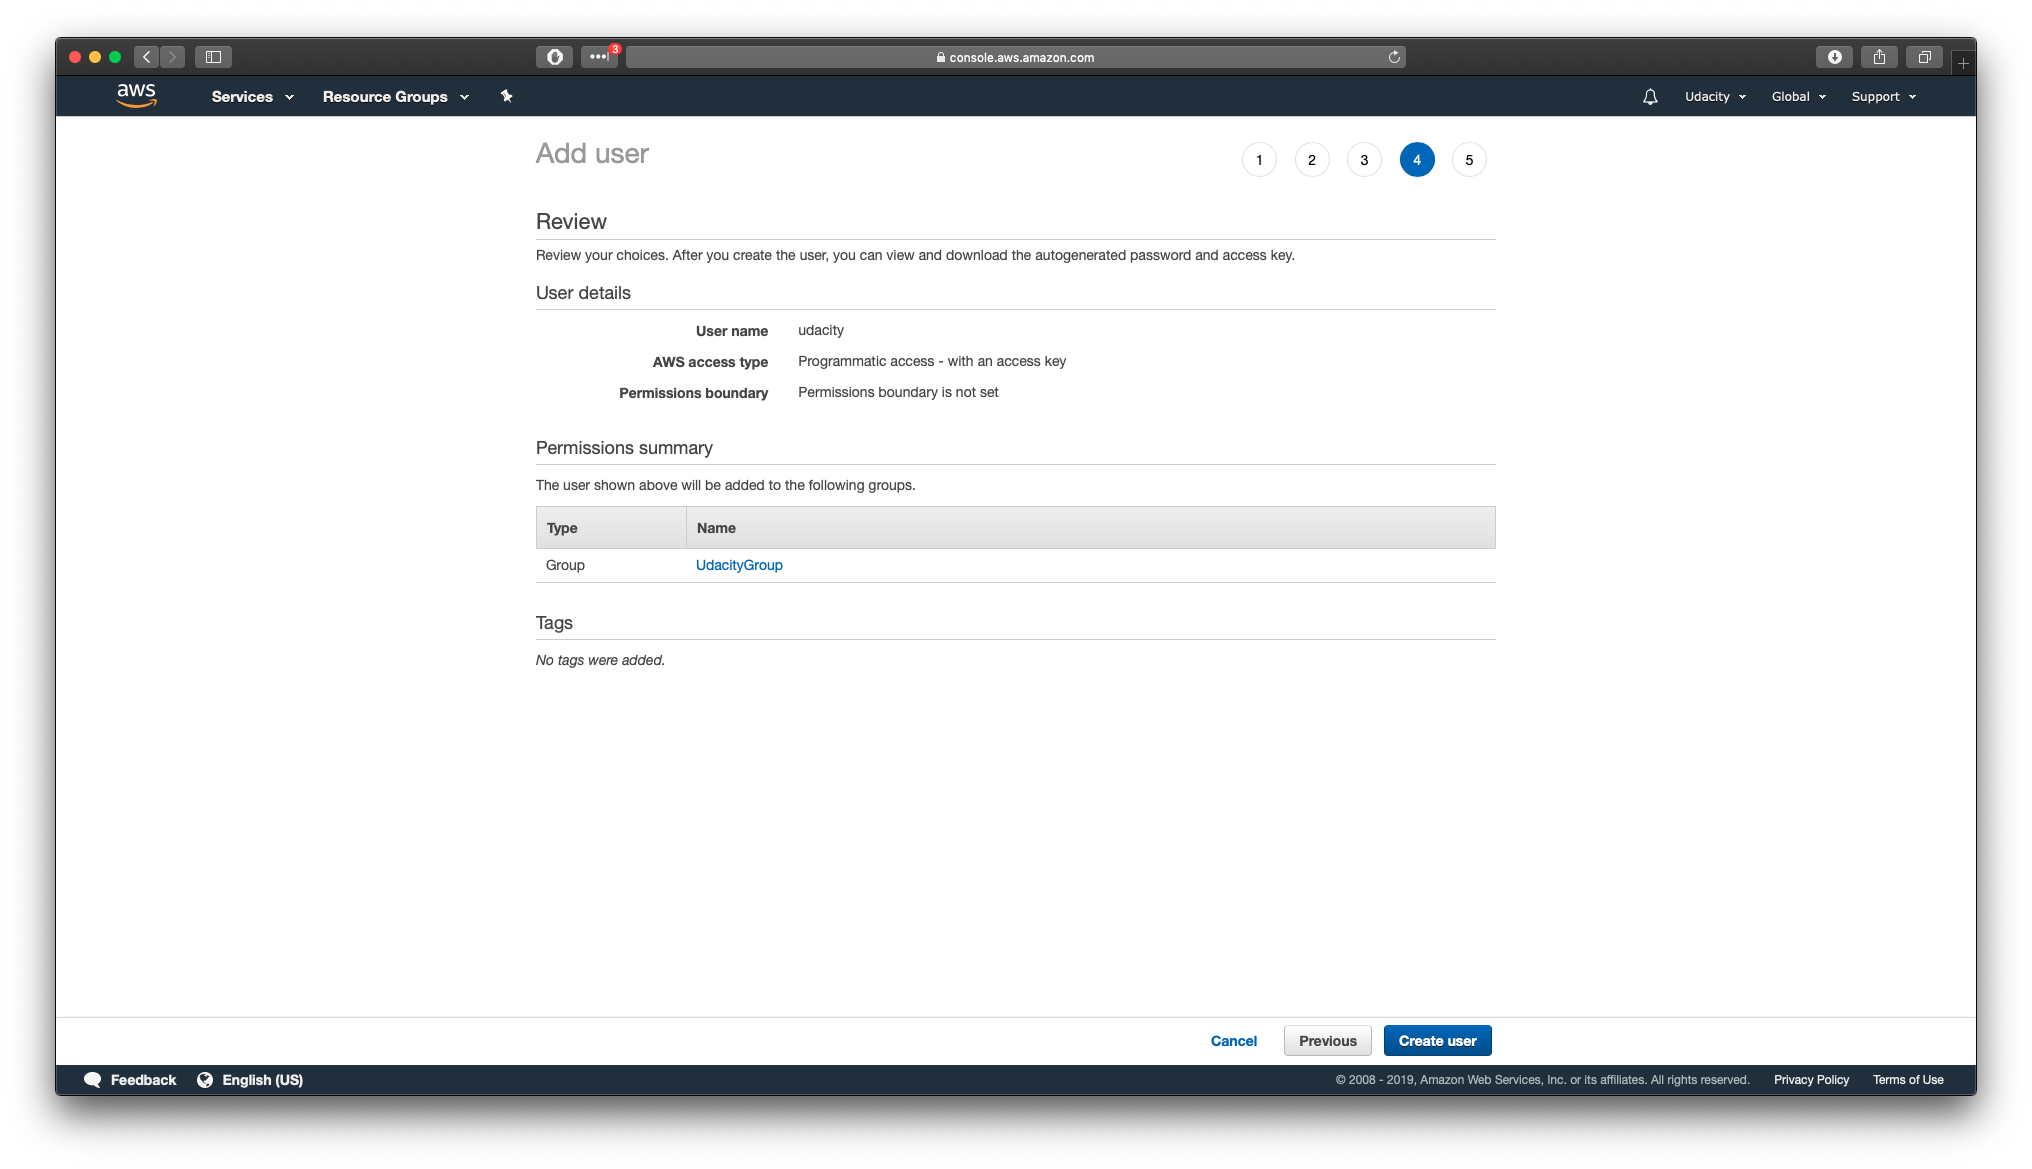 3
console.aws.amazon.com
aws
Services
Resource Groups
Udacity
Global
Support
Add user
1
2
3
4
5
Review
Review your choices. After you create the user, you can view and download the autogenerated password and access key.
User details
User name udacity
AWS access type Programmatic access - with an access key
Permissions boundary Permissions boundary is not set
Permissions summary
The user shown above will be added to the following groups.
Type Name
Group UdacityGroup
Tags
No tags were added.
Cancel
Previous
Create user
Feedback
English (US)
© 2008 - 2019, Amazon Web Services, Inc. or its affiliates. All rights reserved.
Privacy Policy
Terms of Use